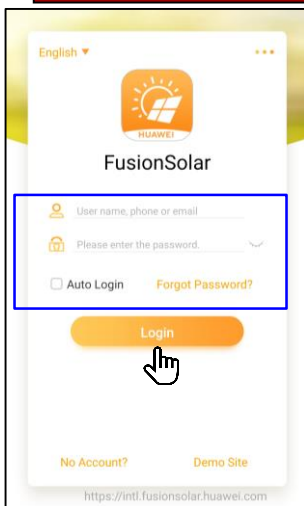 English ▼
HUAWEI
FusionSolar
User name, phone or email
Please enter the password.
Auto Login Forgot Password?
Login
No Account? Demo Site
https://intl.fusionsolar.huawei.com